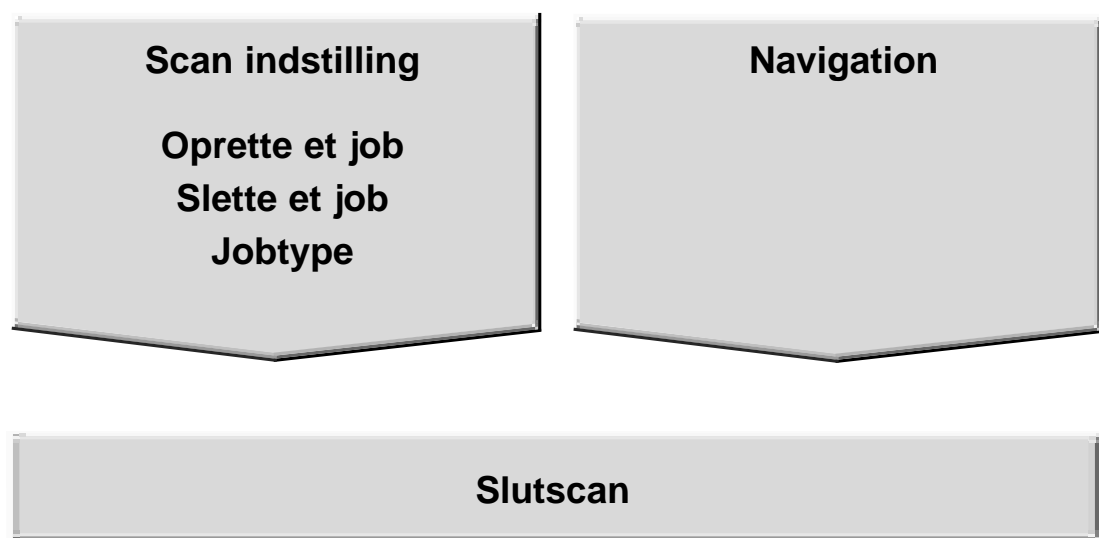 Scan indstilling
Oprette et job
Slette et job
Jobtype
Navigation
Slutscan